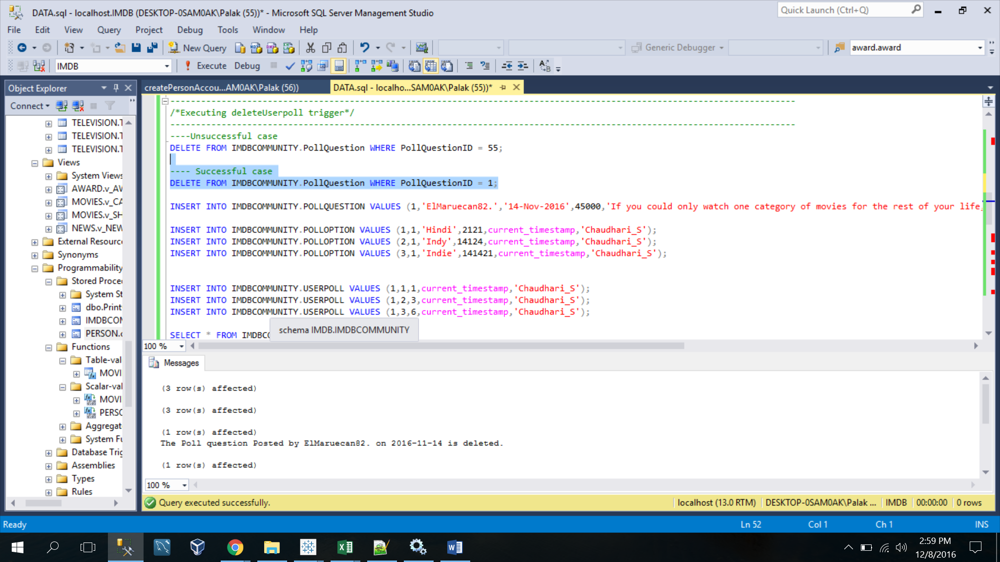 DATA.sql - localhost.IMDB (DESKTOP-0SAM0AK\Palak (55))* - Microsoft SQL Server Management Studio
Quick Launch (Ctrl+Q)
File Edit View Query Project Debug Tools Window Help
New Query
Generic Debugger
award.award
IMDB
Execute Debug
Object Explorer
createPersonAccou...AM0AK\Palak (56))
DATA.sql - localho...SAM0AK\Palak (55))*
Connect
TELEVISION.T
TELEVISION.T
TELEVISION.T
Views
System Views
AWARD.v_AV
MOVIES.v_CA
MOVIES.v_SH
NEWS.v_NEW
External Resource
Synonyms
Programmability
Stored Proce
System St
dbo.Print
IMDBCOM
PERSON.c
Functions
Table-val
MOVI
Scalar-val
MOVI
PERSC
Aggregat
System Fu
Database Trig
Assemblies
Types
Rules
/*Executing deleteUserpoll trigger*/
----Unsuccessful case
DELETE FROM IMDBCOMMUNITY.PollQuestion WHERE PollQuestionID = 55;
---- Successful case
DELETE FROM IMDBCOMMUNITY.PollQuestion WHERE PollQuestionID = 1;
INSERT INTO IMDBCOMMUNITY.POLLQUESTION VALUES (1,'ElMaruecan82.','14-Nov-2016',45000,'If you could only watch one category of movies for the rest of your life,
INSERT INTO IMDBCOMMUNITY.POLLOPTION VALUES (1,1,'Hindi',2121,current_timestamp,'Chaudhari_S');
INSERT INTO IMDBCOMMUNITY.POLLOPTION VALUES (2,1,'Indy',14124,current_timestamp,'Chaudhari_S');
INSERT INTO IMDBCOMMUNITY.POLLOPTION VALUES (3,1,'Indie',141421,current_timestamp,'Chaudhari_S');
INSERT INTO IMDBCOMMUNITY.USERPOLL VALUES (1,1,1,current_timestamp,'Chaudhari_S');
INSERT INTO IMDBCOMMUNITY.USERPOLL VALUES (1,2,3,current_timestamp,'Chaudhari_S');
INSERT INTO IMDBCOMMUNITY.USERPOLL VALUES (1,3,6,current_timestamp,'Chaudhari_S');
schema IMDB.IMDBCOMMUNITY
SELECT * FROM IMDBCO
100 %
Messages
(3 row(s) affected)
(3 row(s) affected)
(1 row(s) affected)
The Poll question Posted by ElMaruecan82. on 2016-11-14 is deleted.
(1 row(s) affected)
100 %
Query executed successfully.
localhost (13.0 RTM) DESKTOP-0SAM0AK\Palak ... IMDB 00:00:00 0 rows
Ready
Ln 52 Col 1 Ch 1 INS
2:59 PM
12/8/2016